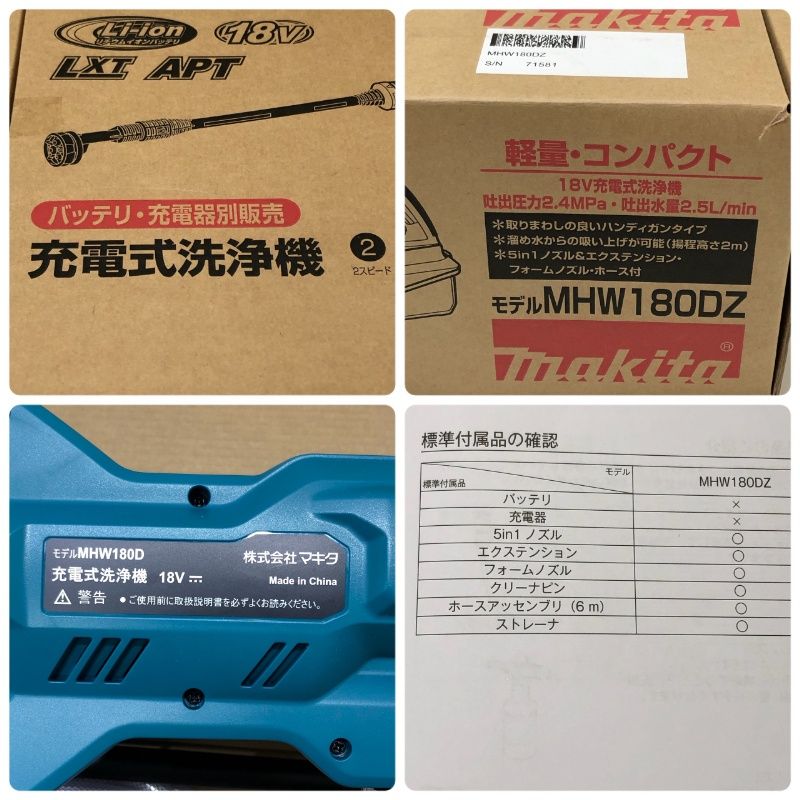 Li-ion 18V
リチウムイオンバッテリ
LXT APT
バッテリ・充電器別販売
充電式洗浄機 2
2スピード
makita
MHW180DZ
S/N 71581
軽量・コンパクト
18V充電式洗浄機
吐出圧力2.4MPa・吐出水量2.5L/min
＊取りまわしの良いハンディガンタイプ
＊溜め水からの吸い上げが可能(揚程高さ2m)
＊5in1ノズル&エクステンション・
フォームノズル・ホース付
モデルMHW180DZ
makita®
モデルMHW180D 株式会社マキタ
充電式洗浄機 18V ⎓ Made in China
⚠ 警告 ●ご使用前に取扱説明書を必ずよくお読みください。
標準付属品の確認
モデル
標準付属品 MHW180DZ
バッテリ ×
充電器 ×
5in1 ノズル ○
エクステンション ○
フォームノズル ○
クリーナピン ○
ホースアッセンブリ（6 m） ○
ストレーナ ○